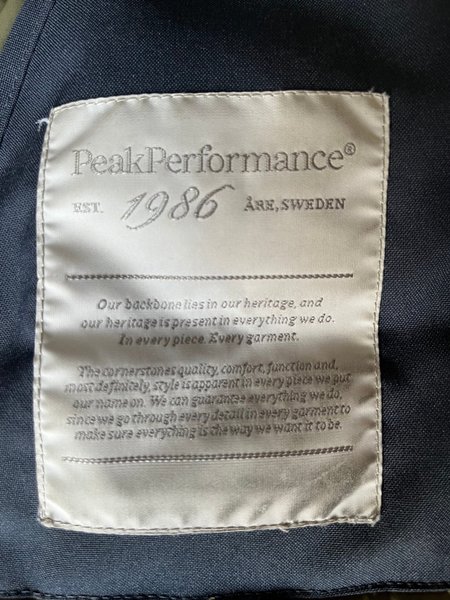 PeakPerformance®
EST. 1986 ÅRE, SWEDEN
Our backbone lies in our heritage, and
our heritage is present in everything we do.
In every piece. Every garment.
The cornerstones quality, comfort, function and,
most definitely, style is apparent in every piece we put
our name on. We can guarantee everything we do,
since we go through every detail in every garment to
make sure everything is the way we want it to be.